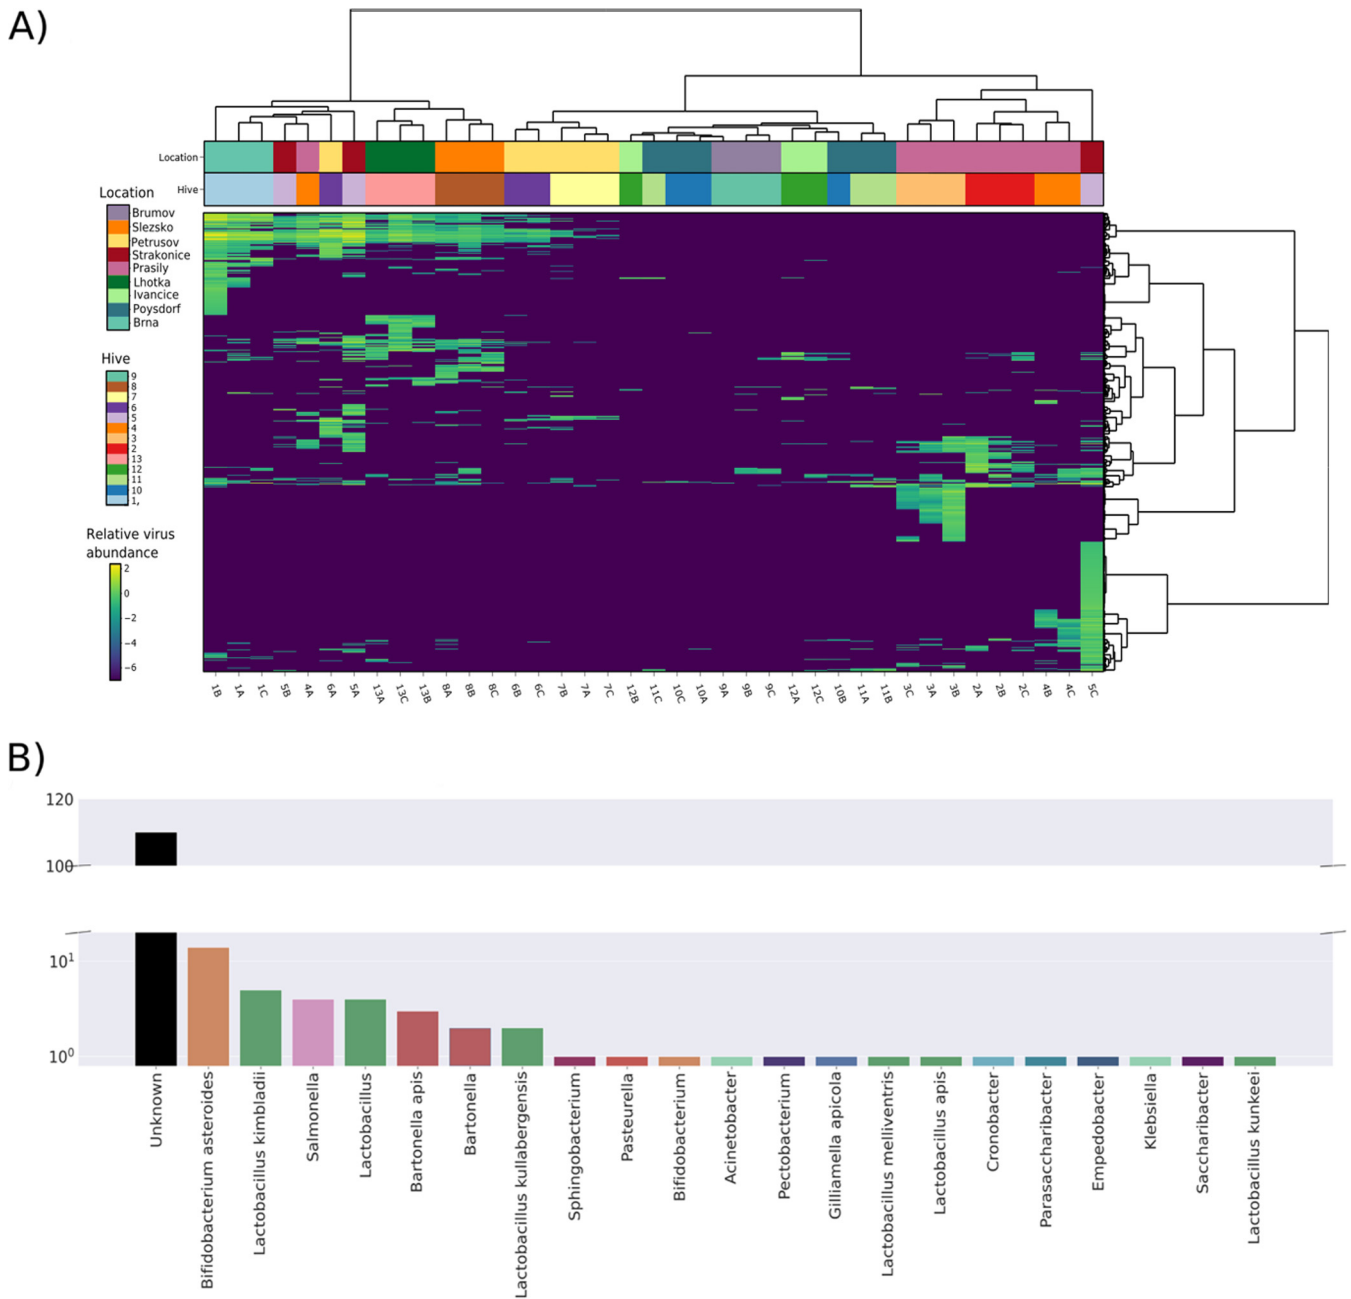 A)
Location
Hive
Location
Brumov
Slezsko
Petrusov
Strakonice
Prasily
Lhotka
Ivancice
Poysdorf
Brna
Hive
9
8
7
6
5
4
3
2
13
12
11
10
1,
Relative virus
abundance
2
0
−2
−4
−6
1B 1A 1C 5B 4A 6A 5A 13A 13C 13B 8A 8B 8C 6B 6C 7B 7A 7C 12B 11C 10C 10A 9A 9B 9C 12A 12C 10B 11A 11B 3C 3A 3B 2A 2B 2C 4B 4C 5C
B)
120
100
10¹
10⁰
Unknown
Bifidobacterium asteroides
Lactobacillus kimbladii
Salmonella
Lactobacillus
Bartonella apis
Bartonella
Lactobacillus kullabergensis
Sphingobacterium
Pasteurella
Bifidobacterium
Acinetobacter
Pectobacterium
Gilliamella apicola
Lactobacillus melliventris
Lactobacillus apis
Cronobacter
Parasaccharibacter
Empedobacter
Klebsiella
Saccharibacter
Lactobacillus kunkeei